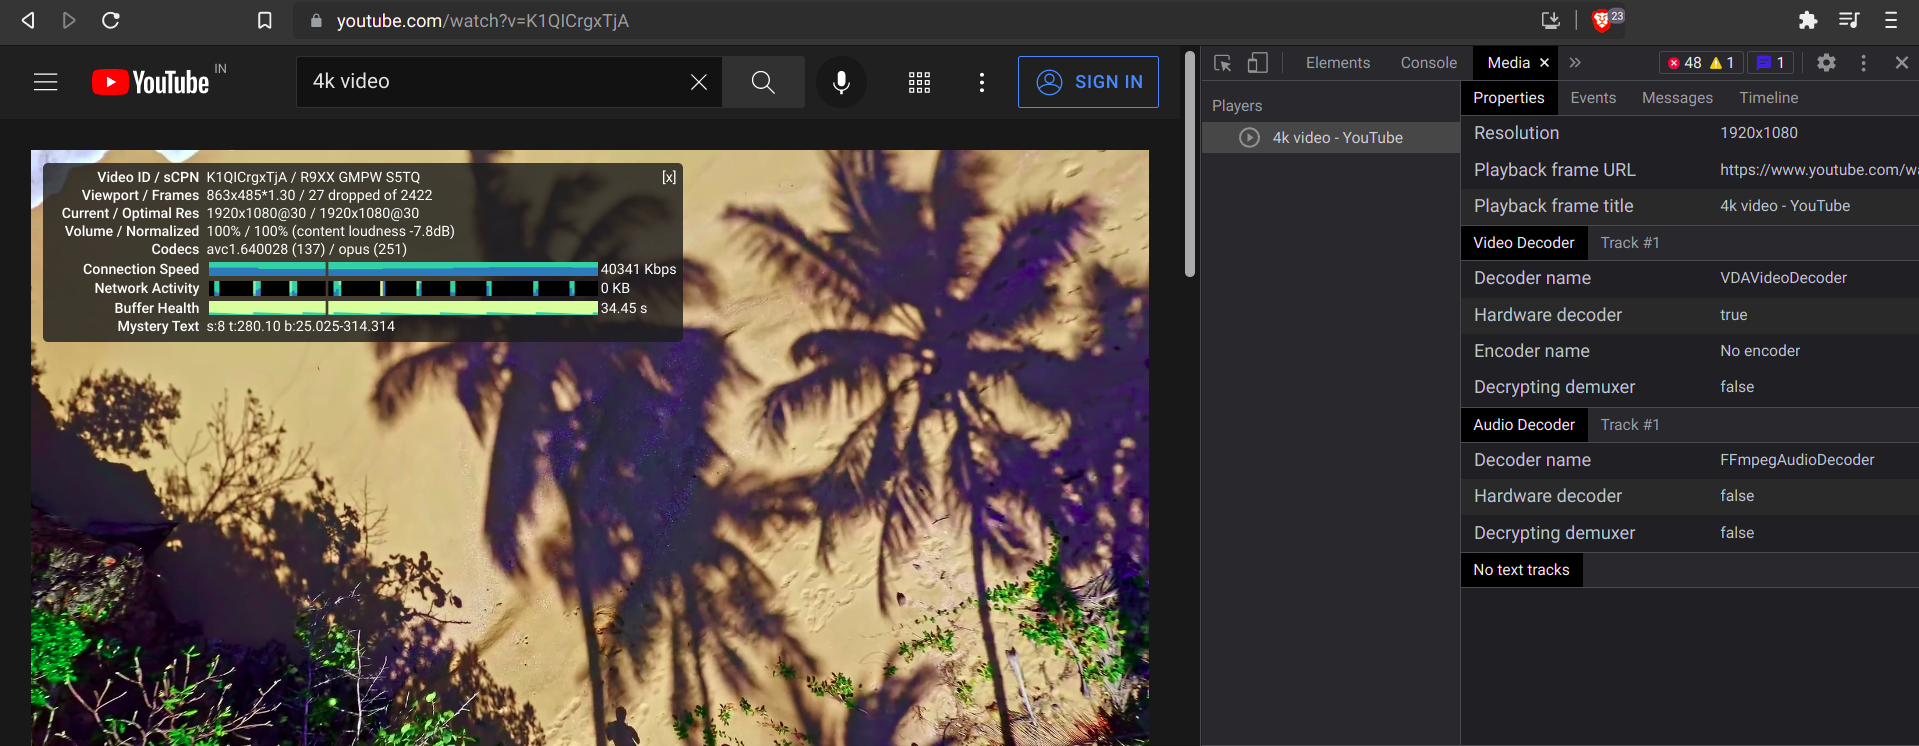 youtube.com/watch?v=K1QICrgxTjA
23
YouTube IN
4k video
SIGN IN
Video ID / sCPN K1QICrgxTjA / R9XX GMPW S5TQ [x]
Viewport / Frames 863x485*1.30 / 27 dropped of 2422
Current / Optimal Res 1920x1080@30 / 1920x1080@30
Volume / Normalized 100% / 100% (content loudness -7.8dB)
Codecs avc1.640028 (137) / opus (251)
Connection Speed 40341 Kbps
Network Activity 0 KB
Buffer Health 34.45 s
Mystery Text s:8 t:280.10 b:25.025-314.314
Elements Console Media 48 1 1
Players
4k video - YouTube
Properties Events Messages Timeline
Resolution 1920x1080
Playback frame URL https://www.youtube.com/wa
Playback frame title 4k video - YouTube
Video Decoder Track #1
Decoder name VDAVideoDecoder
Hardware decoder true
Encoder name No encoder
Decrypting demuxer false
Audio Decoder Track #1
Decoder name FFmpegAudioDecoder
Hardware decoder false
Decrypting demuxer false
No text tracks